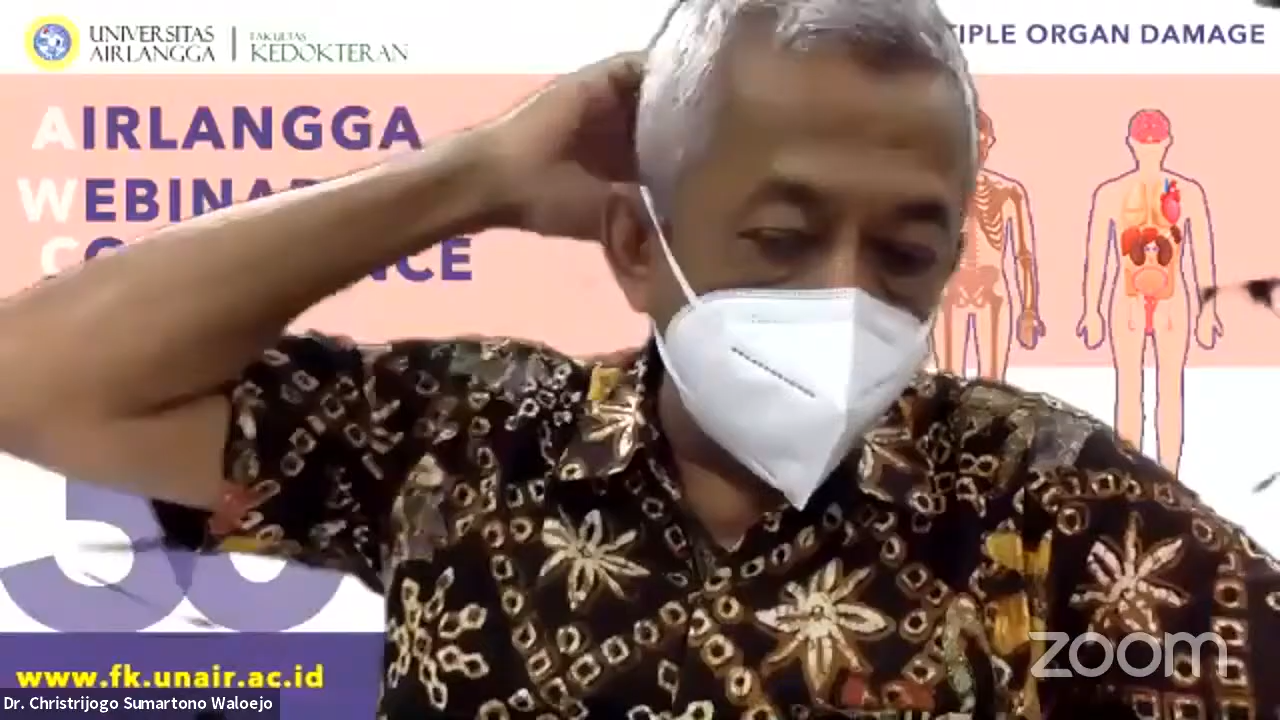 UNIVERSITAS
AIRLANGGA
FAKULTAS
KEDOKTERAN
TIPLE ORGAN DAMAGE
AIRLANGGA
WEBINAR
NCE
www.fk.unair.ac.id
Dr. Christrijogo Sumartono Waloejo
zoom